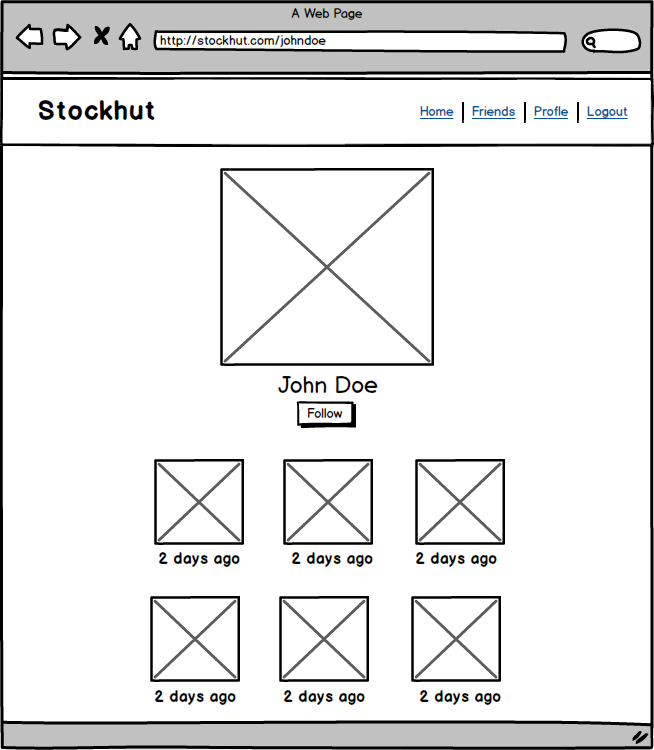 A Web Page
http://stockhut.com/johndoe
Stockhut
Home | Friends | Profle | Logout
John Doe
Follow
2 days ago 2 days ago 2 days ago
2 days ago 2 days ago 2 days ago